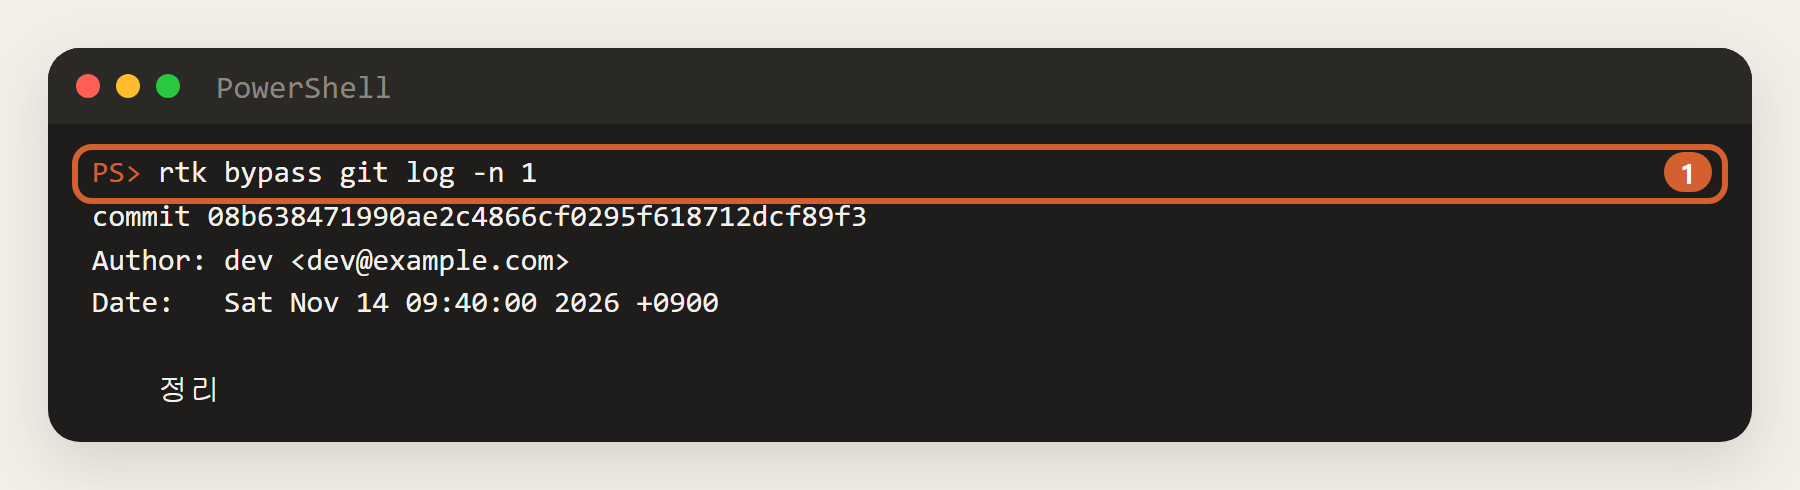 PowerShell
PS> rtk bypass git log -n 1
1
commit 08b638471990ae2c4866cf0295f618712dcf89f3
Author: dev <dev@example.com>
Date:   Sat Nov 14 09:40:00 2026 +0900
정리